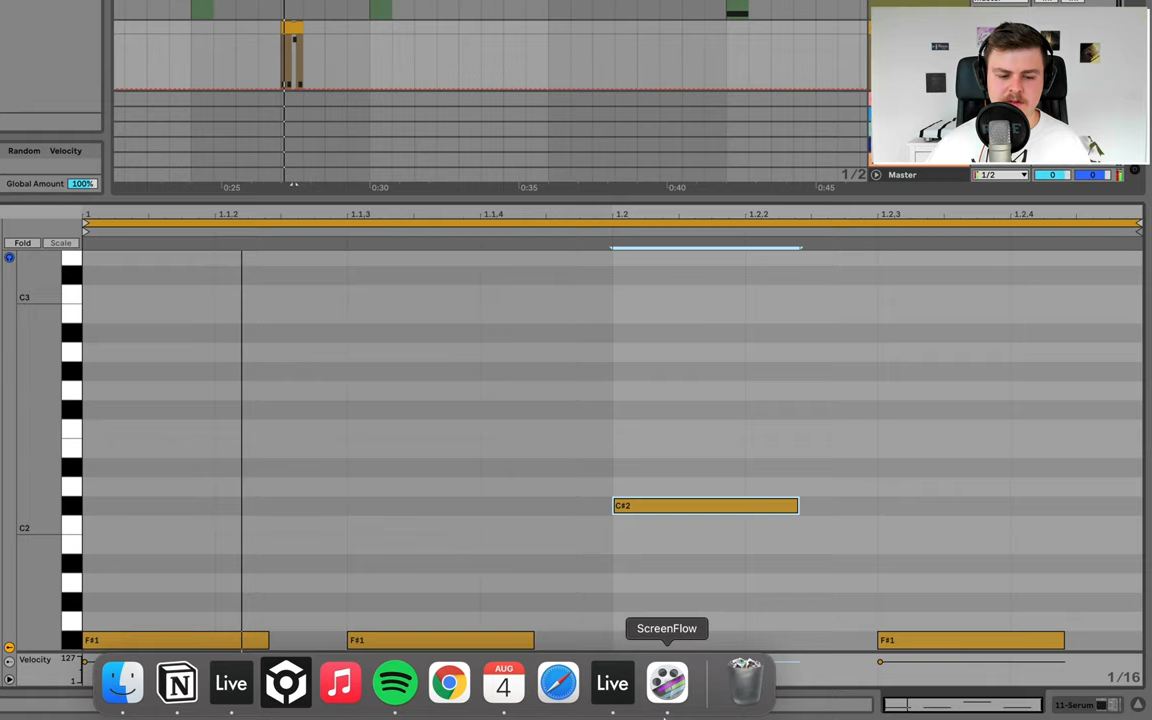 Random Velocity
Global Amount 100%
1/2
Master
1/2
0
0
0:25
0:30
0:35
0:40
0:45
1
1.1.2
1.1.3
1.1.4
1.2
1.2.2
1.2.3
1.2.4
Fold
Scale
C3
C#2
C2
F#1
F#1
F#1
ScreenFlow
Velocity
127
1
AUG
4
Live
Live
1/16
11-Serum